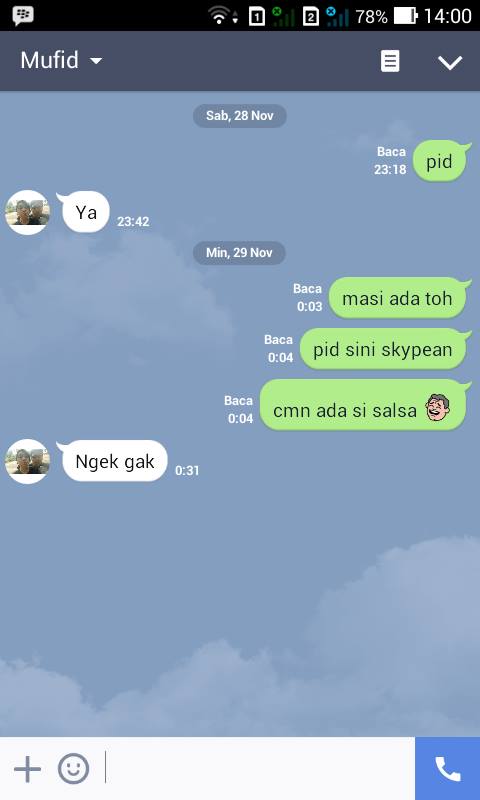 1 2 78% 14:00
Mufid
Sab, 28 Nov
Baca
23:18
pid
Ya
23:42
Min, 29 Nov
Baca
0:03
masi ada toh
Baca
0:04
pid sini skypean
Baca
0:04
cmn ada si salsa
Ngek gak
0:31